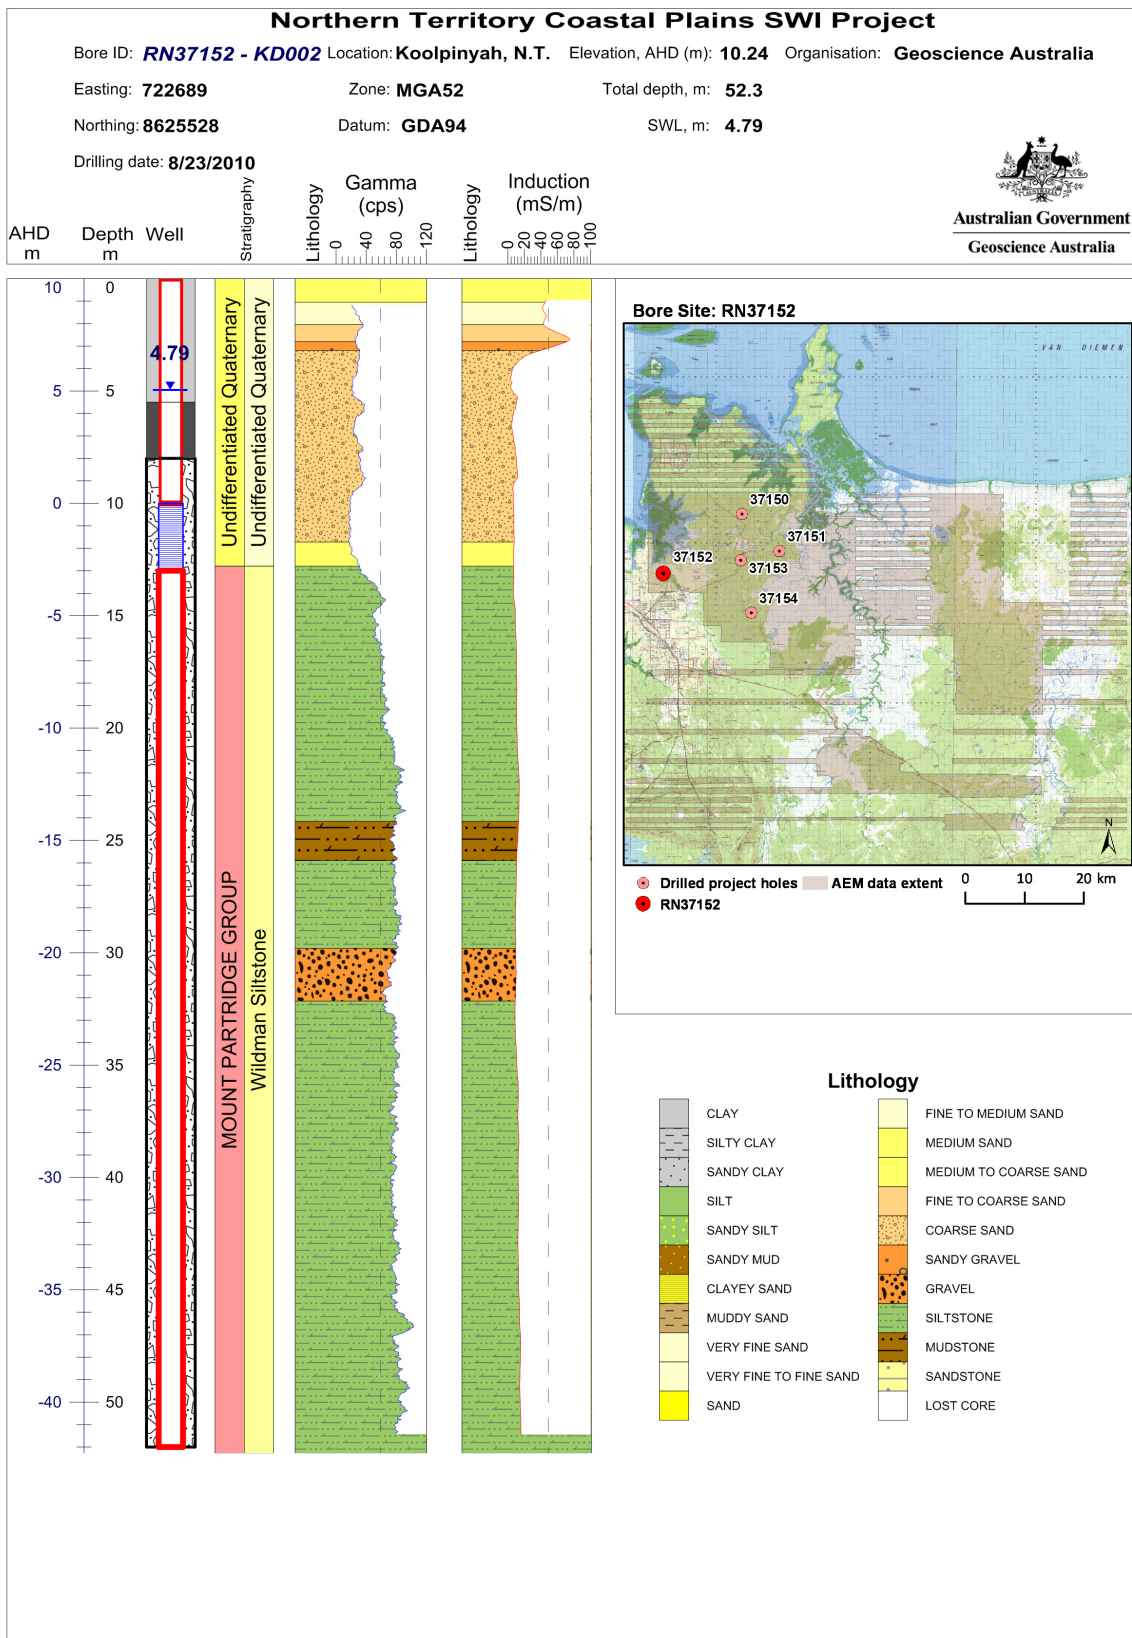 Northern Territory Coastal Plains SWI Project
Bore ID: RN37152 - KD002 Location: Koolpinyah, N.T. Elevation, AHD (m): 10.24 Organisation: Geoscience Australia
Easting: 722689 Zone: MGA52 Total depth, m: 52.3
Northing: 8625528 Datum: GDA94 SWL, m: 4.79
Drilling date: 8/23/2010
AUSTRALIA
Australian Government
Geoscience Australia
AHD m
Depth m
Well
Stratigraphy
Lithology
Gamma (cps)
0 40 80 120
Lithology
Induction (mS/m)
0 20 40 60 80 100
10 0
4.79
5 5
0 10
-5 15
-10 20
-15 25
-20 30
-25 35
-30 40
-35 45
-40 50
Undifferentiated Quaternary
Undifferentiated Quaternary
MOUNT PARTRIDGE GROUP
Wildman Siltstone
Bore Site: RN37152
VAN DIEMEN
37150
37151
37152
37153
37154
N
Drilled project holes
AEM data extent
0 10 20 km
RN37152
Lithology
CLAY
SILTY CLAY
SANDY CLAY
SILT
SANDY SILT
SANDY MUD
CLAYEY SAND
MUDDY SAND
VERY FINE SAND
VERY FINE TO FINE SAND
SAND
FINE TO MEDIUM SAND
MEDIUM SAND
MEDIUM TO COARSE SAND
FINE TO COARSE SAND
COARSE SAND
SANDY GRAVEL
GRAVEL
SILTSTONE
MUDSTONE
SANDSTONE
LOST CORE